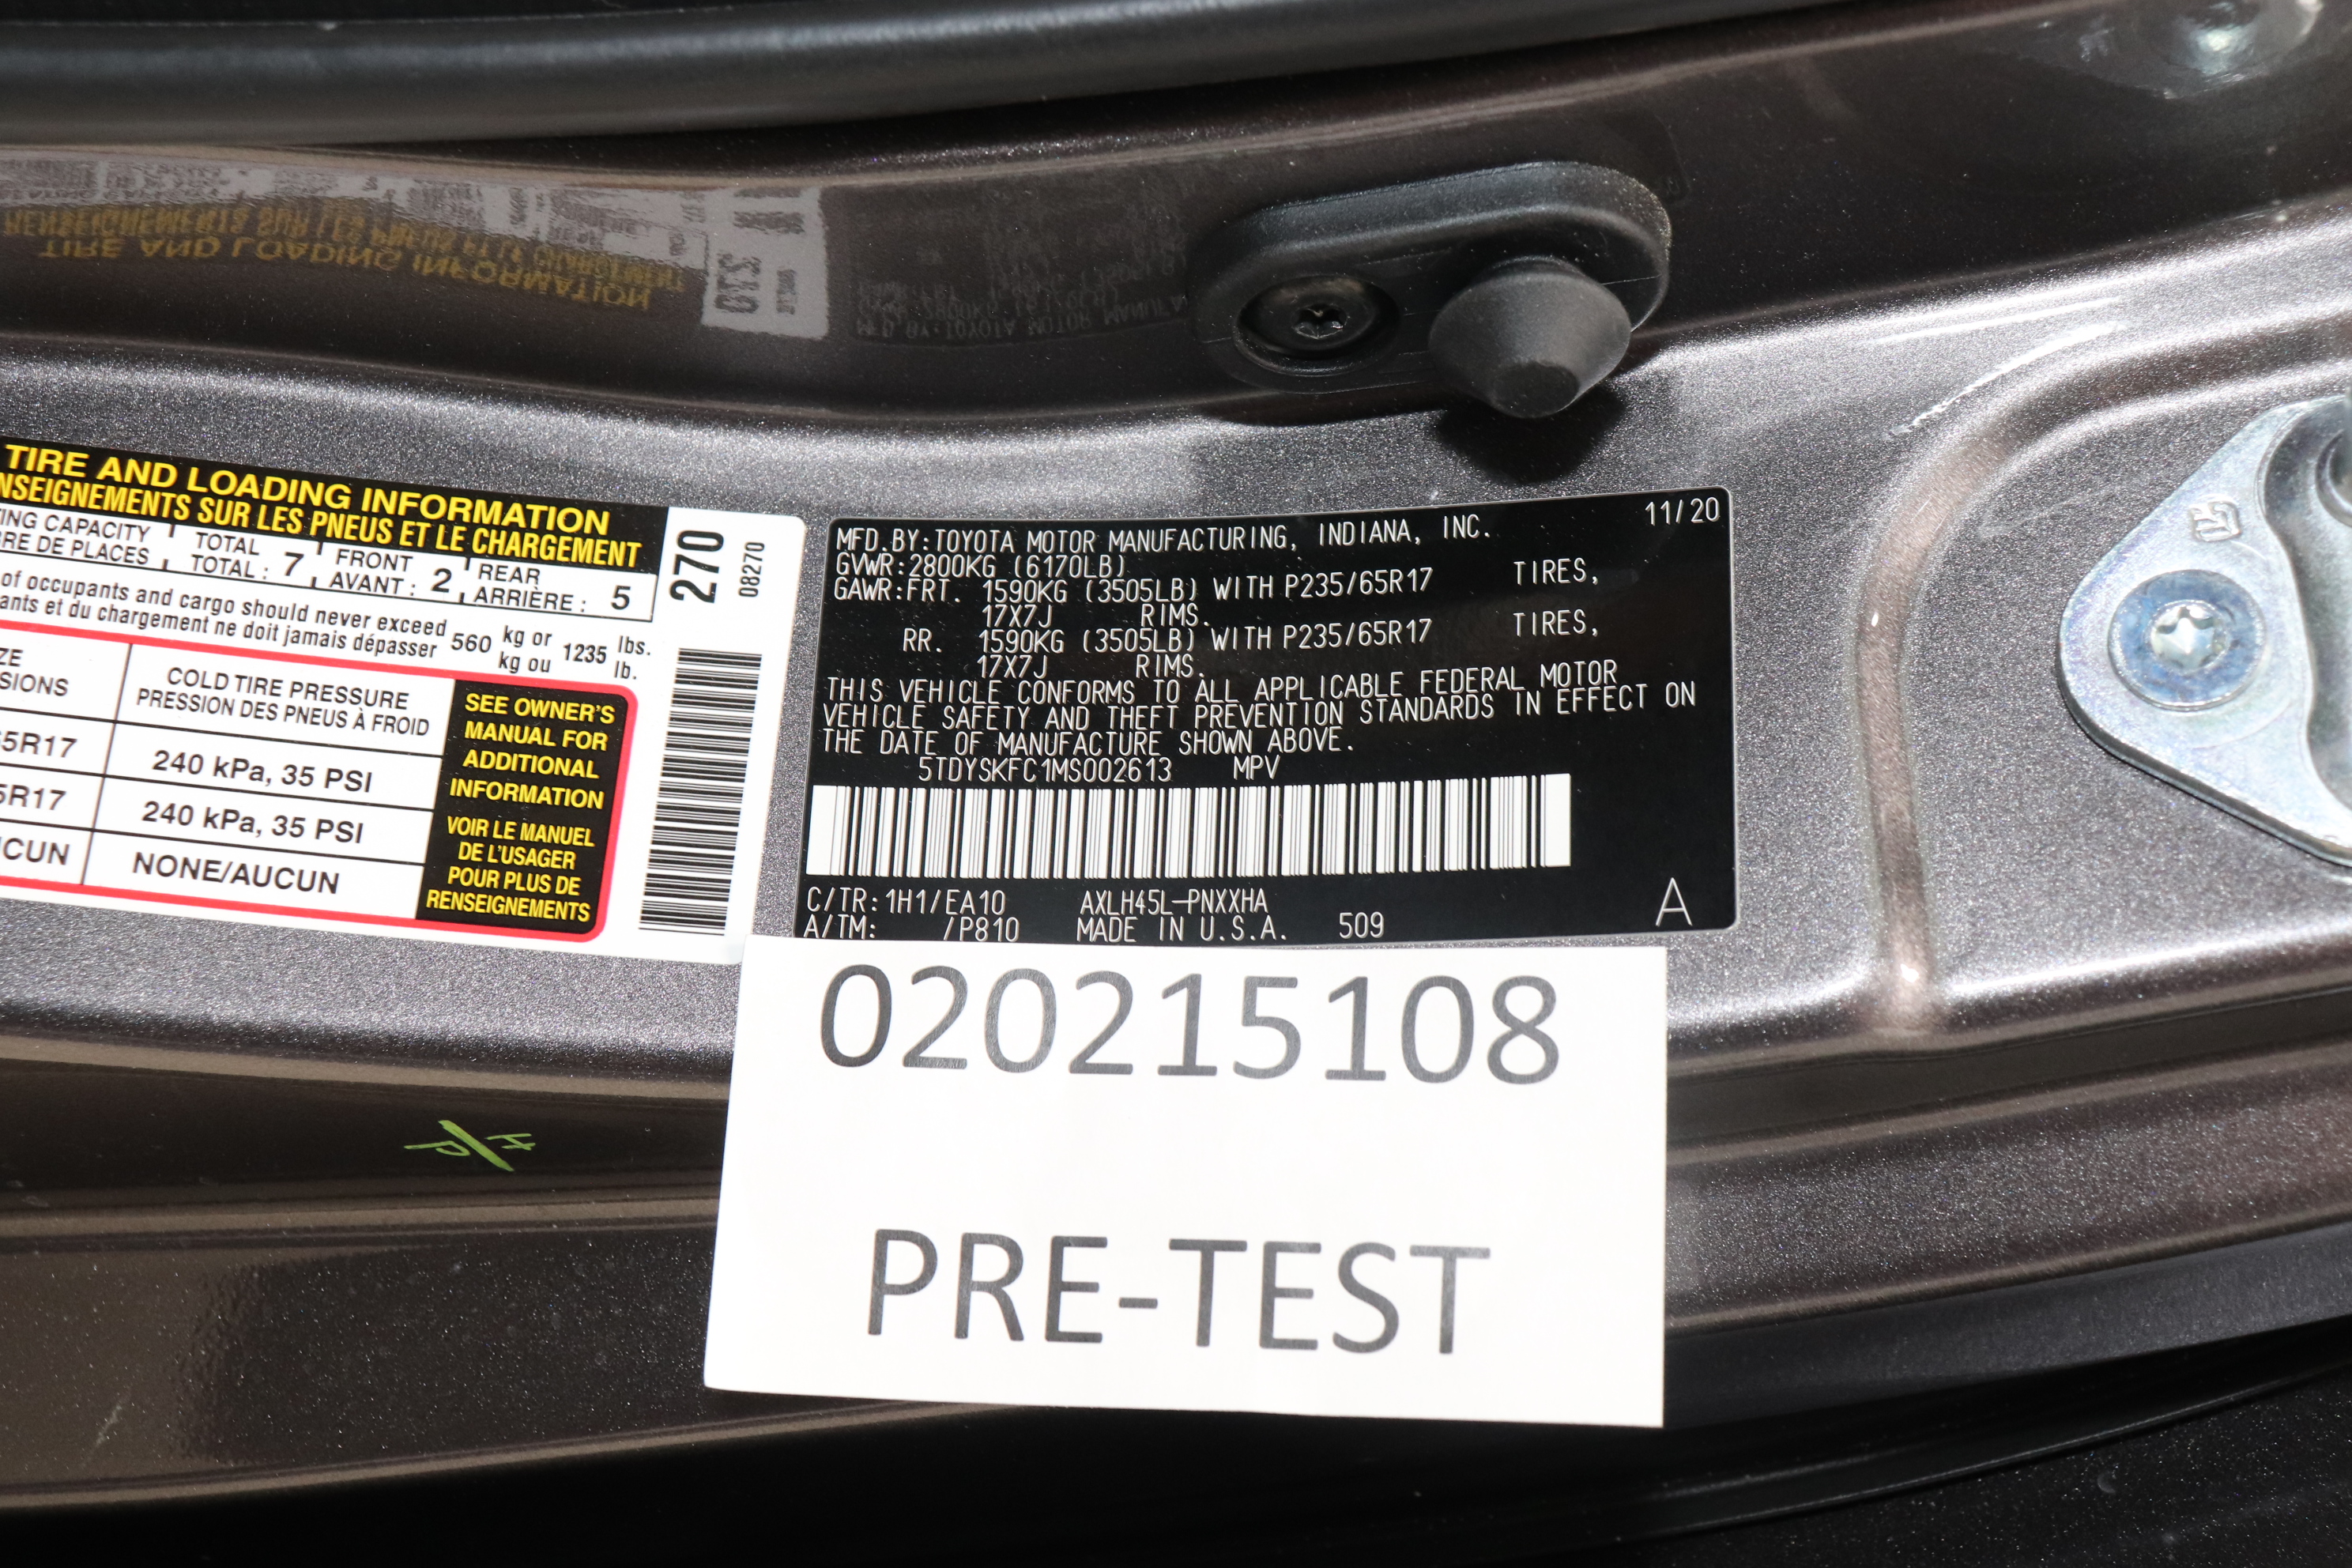 TIRE AND LOADING INFORMATION
NSEIGNEMENTS SUR LES PNEUS ET LE CHARGEMENT
CAPACITY TOTAL 7 FRONT 2 REAR 5
RE DE PLACES TOTAL : AVANT : ARRIÈRE :
of occupants and cargo should never exceed 560 kg or 1235 lbs.
ants et du chargement ne doit jamais dépasser kg ou lb.
COLD TIRE PRESSURE
PRESSION DES PNEUS À FROID
5R17 240 kPa, 35 PSI
5R17 240 kPa, 35 PSI
CUN NONE/AUCUN
SEE OWNER'S
MANUAL FOR
ADDITIONAL
INFORMATION
VOIR LE MANUEL
DE L'USAGER
POUR PLUS DE
RENSEIGNEMENTS
270
08270
11/20
MFD.BY:TOYOTA MOTOR MANUFACTURING, INDIANA, INC.
GVWR:2800KG (6170LB)
GAWR:FRT. 1590KG (3505LB) WITH P235/65R17 TIRES,
17X7J RIMS.
RR. 1590KG (3505LB) WITH P235/65R17 TIRES,
17X7J RIMS.
THIS VEHICLE CONFORMS TO ALL APPLICABLE FEDERAL MOTOR
VEHICLE SAFETY AND THEFT PREVENTION STANDARDS IN EFFECT ON
THE DATE OF MANUFACTURE SHOWN ABOVE.
5TDYSKFC1MS002613 MPV
C/TR:1H1/EA10 AXLH45L-PNXXHA
A/TM: /P810 MADE IN U.S.A. 509
A
020215108
PRE-TEST